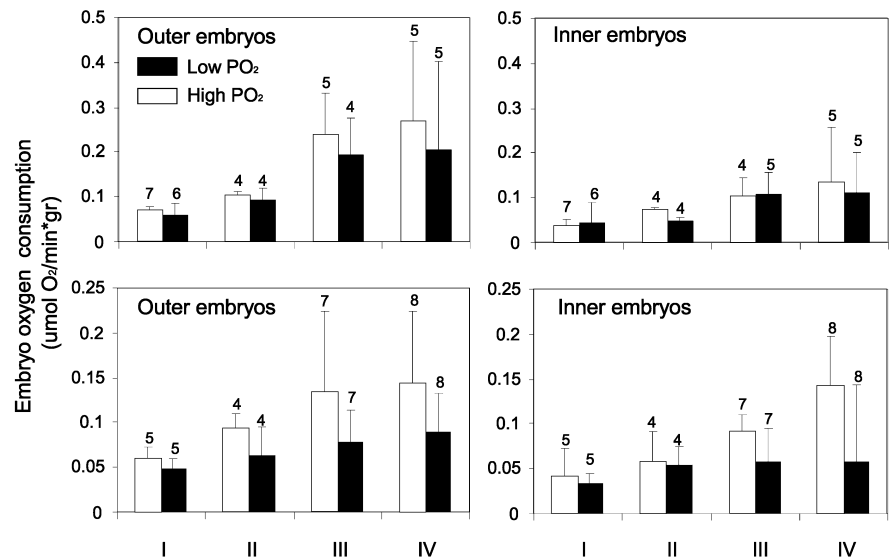 Embryo oxygen consumption
(umol O₂/min*gr)
0.5
0.4
0.3
0.2
0.1
0
Outer embryos
Low PO₂
High PO₂
7 6 4 4 5 4 5 5
0.5
0.4
0.3
0.2
0.1
0
Inner embryos
7 6 4 4 4 5 5 5
0.25
0.2
0.15
0.1
0.05
0
Outer embryos
5 5 4 4 7 7 8 8
I II III IV
0.25
0.2
0.15
0.1
0.05
0
Inner embryos
5 5 4 4 7 7 8 8
I II III IV